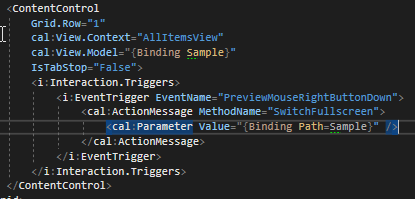 <ContentControl
Grid.Row="1"
cal:View.Context="AllItemsView"
cal:View.Model="{Binding Sample}"
IsTabStop="False">
<i:Interaction.Triggers>
<i:EventTrigger EventName="PreviewMouseRightButtonDown">
<cal:ActionMessage MethodName="SwitchFullscreen">
<cal:Parameter Value="{Binding Path=Sample}" />
</cal:ActionMessage>
</i:EventTrigger>
</i:Interaction.Triggers>
</ContentControl>